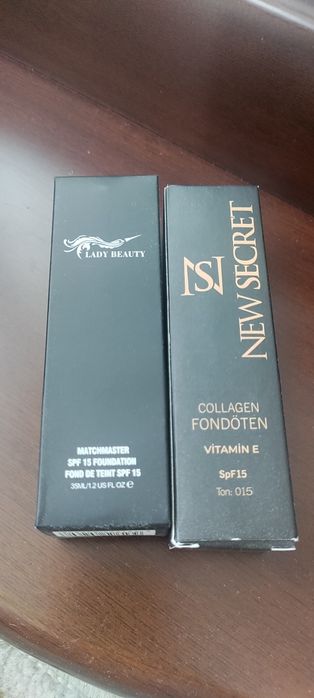 LADY BEAUTY
MATCHMASTER
SPF 15 FOUNDATION
FOND DE TEINT SPF 15
35ML/1.2 US FL OZ ℮
NS
NEW SECRET
COLLAGEN
FONDÖTEN
VİTAMİN E
SpF15
Ton: 015